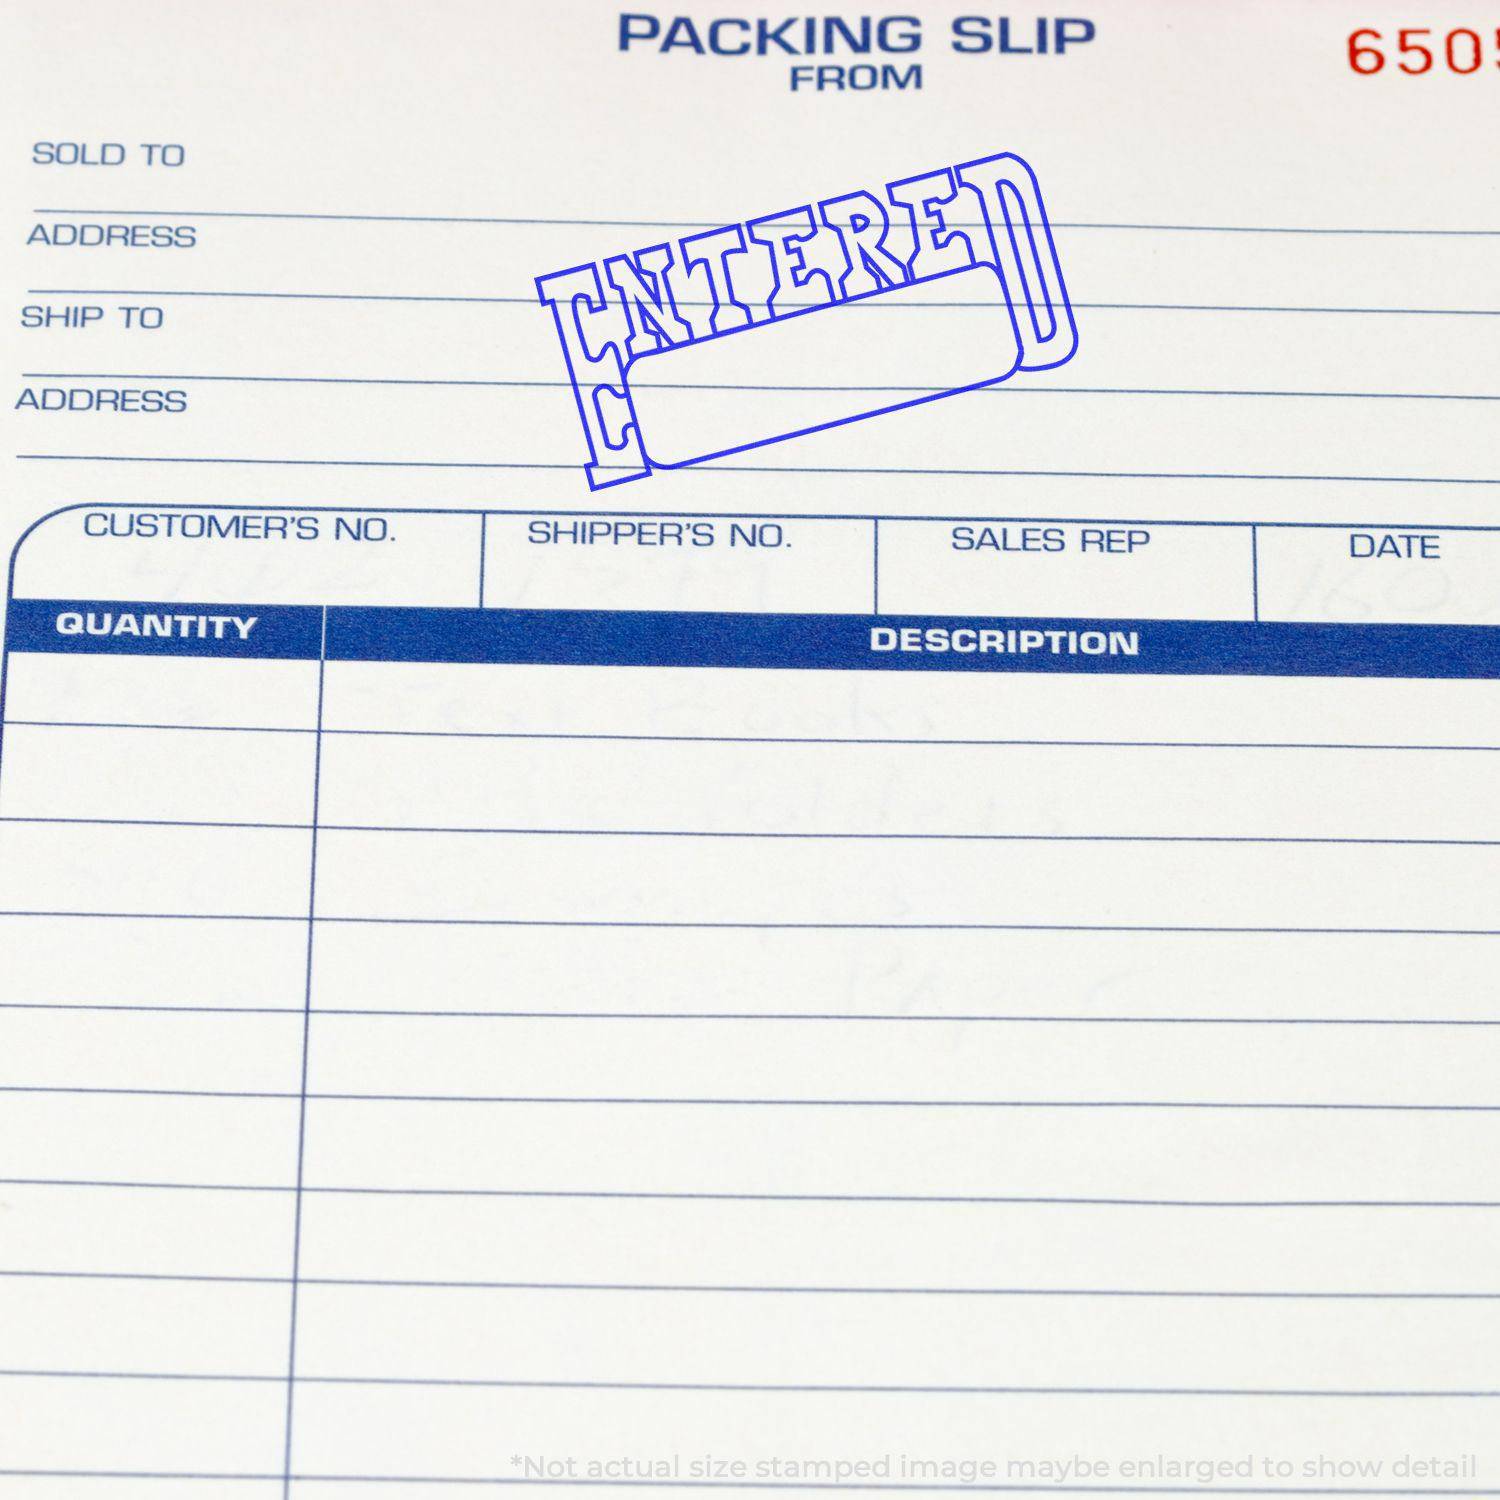 PACKING SLIP
FROM
6505
SOLD TO
ADDRESS
SHIP TO
ADDRESS
ENTERED
CUSTOMER'S NO.
SHIPPER'S NO.
SALES REP
DATE
QUANTITY
DESCRIPTION
*Not actual size stamped image maybe enlarged to show detail